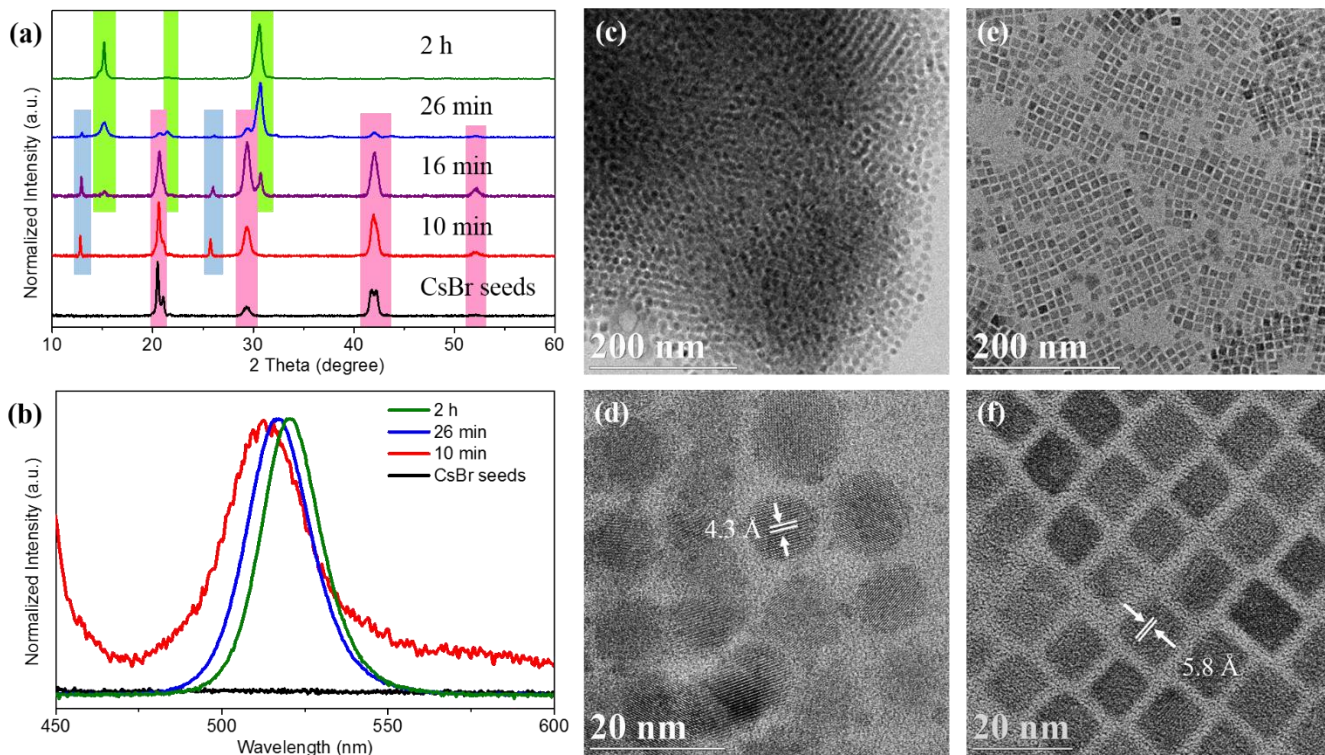 (a)
Normalized Intensity (a.u.)
2 h
26 min
16 min
10 min
CsBr seeds
10 20 30 40 50 60
2 Theta (degree)
(b)
Normalized Intensity (a.u.)
2 h
26 min
10 min
CsBr seeds
450 500 550 600
Wavelength (nm)
(c)
200 nm
(e)
200 nm
(d)
4.3 Å
20 nm
(f)
5.8 Å
20 nm